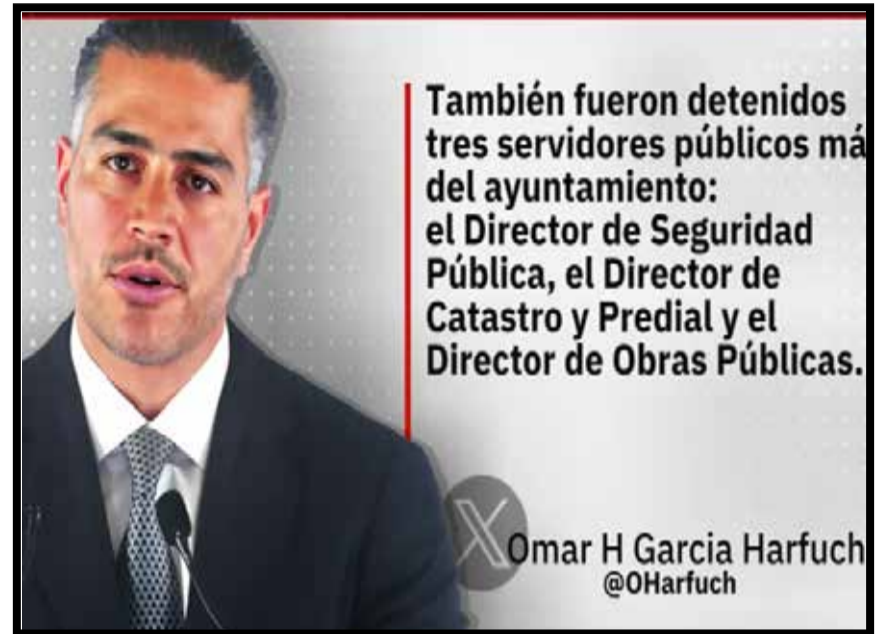 También fueron detenidos
tres servidores públicos má
del ayuntamiento:
el Director de Seguridad
Pública, el Director de
Catastro y Predial y el
Director de Obras Públicas.
X
Omar H Garcia Harfuch
@OHarfuch